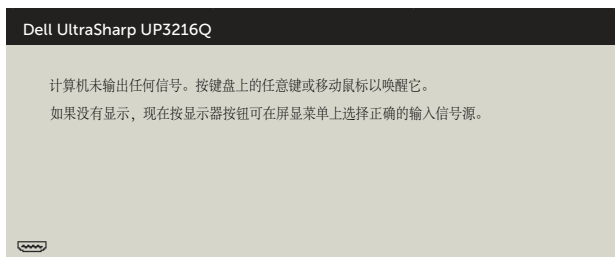 Dell UltraSharp UP3216Q
计算机未输出任何信号。按键盘上的任意键或移动鼠标以唤醒它。
如果没有显示，现在按显示器按钮可在屏显菜单上选择正确的输入信号源。